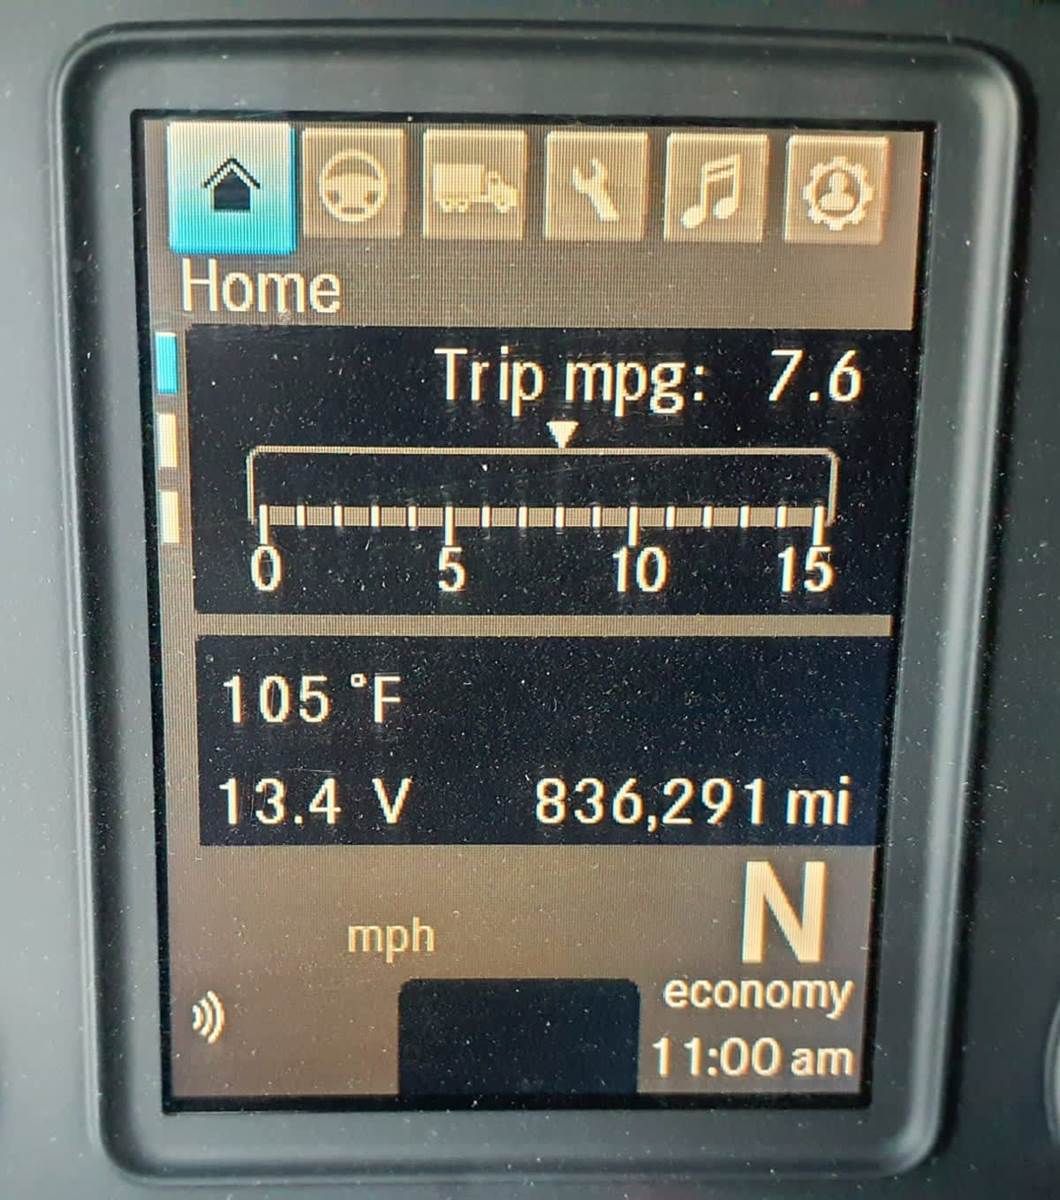 Home
Trip mpg: 7.6
0 5 10 15
105 °F
13.4 V 836,291 mi
N
mph
economy
11:00 am